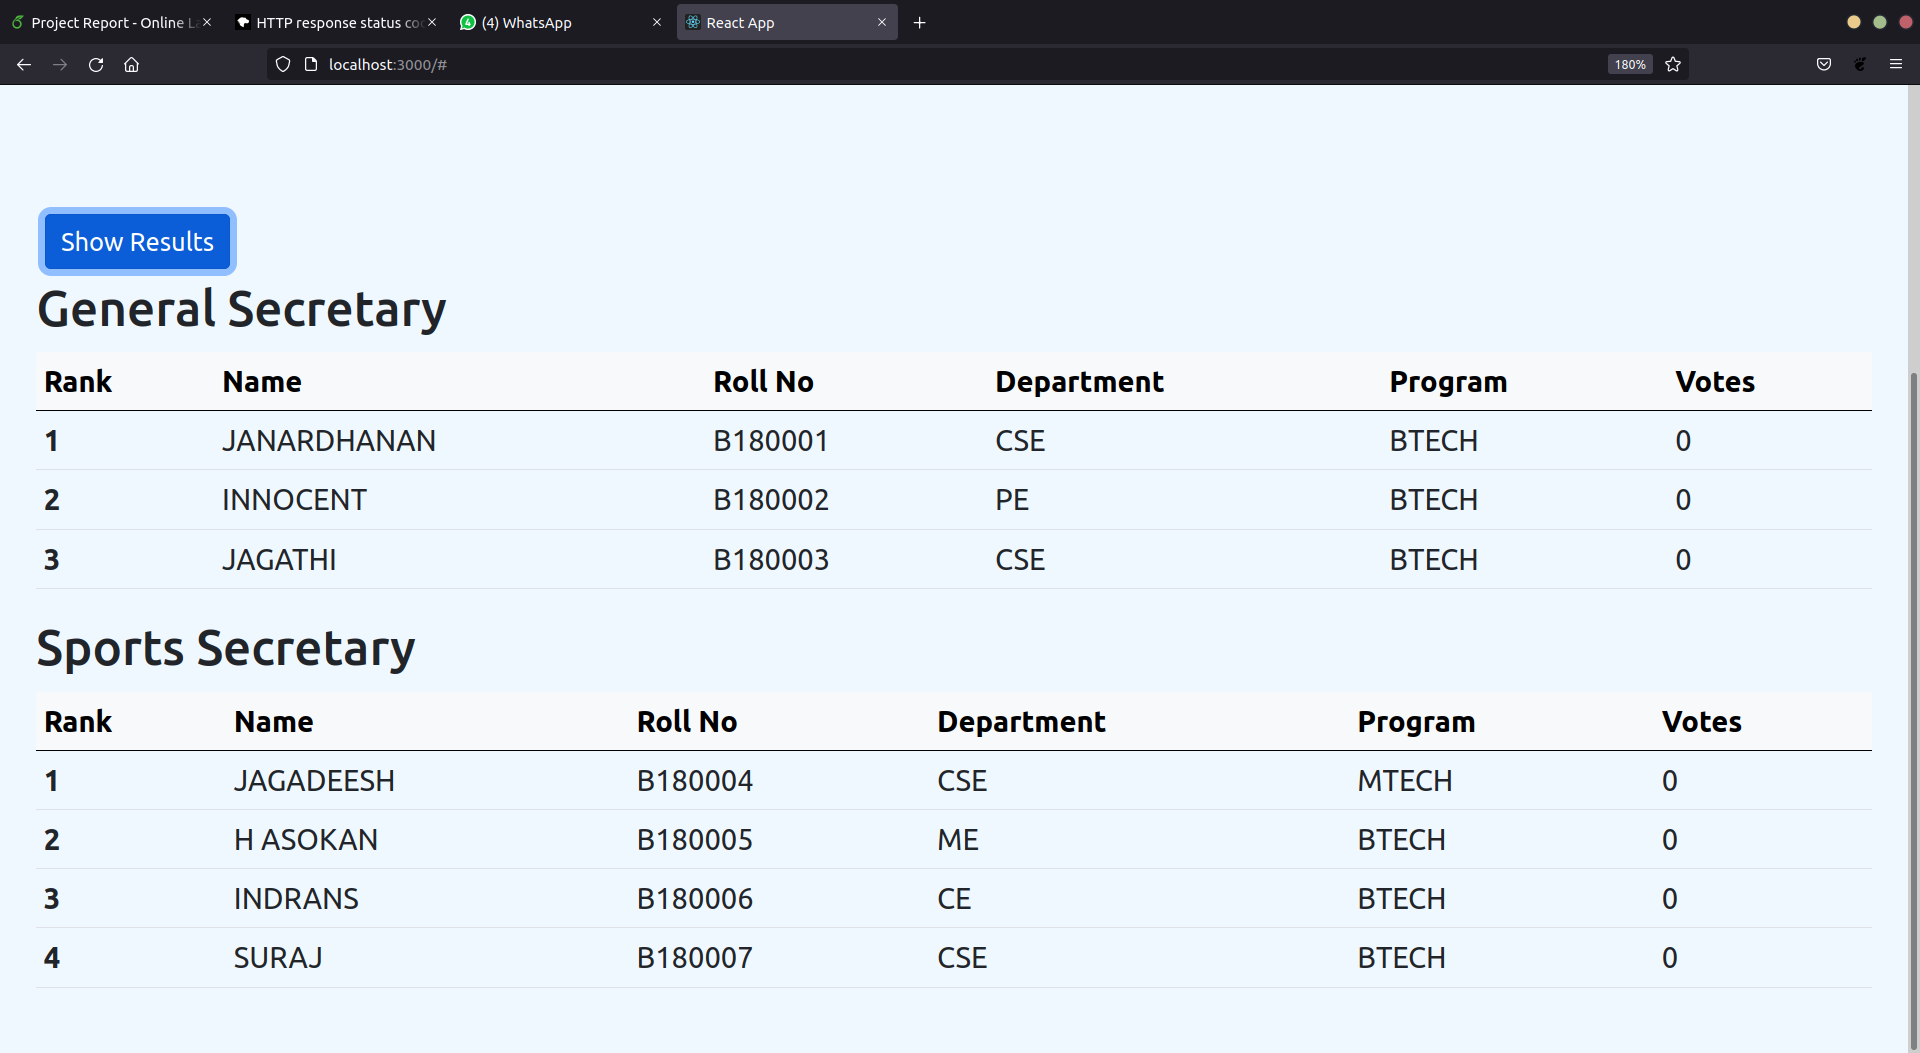 Project Report - Online L
HTTP response status co
(4) WhatsApp
React App
localhost:3000/#
180%
Show Results
General Secretary
Rank Name Roll No Department Program Votes
1 JANARDHANAN B180001 CSE BTECH 0
2 INNOCENT B180002 PE BTECH 0
3 JAGATHI B180003 CSE BTECH 0
Sports Secretary
Rank Name Roll No Department Program Votes
1 JAGADEESH B180004 CSE MTECH 0
2 H ASOKAN B180005 ME BTECH 0
3 INDRANS B180006 CE BTECH 0
4 SURAJ B180007 CSE BTECH 0